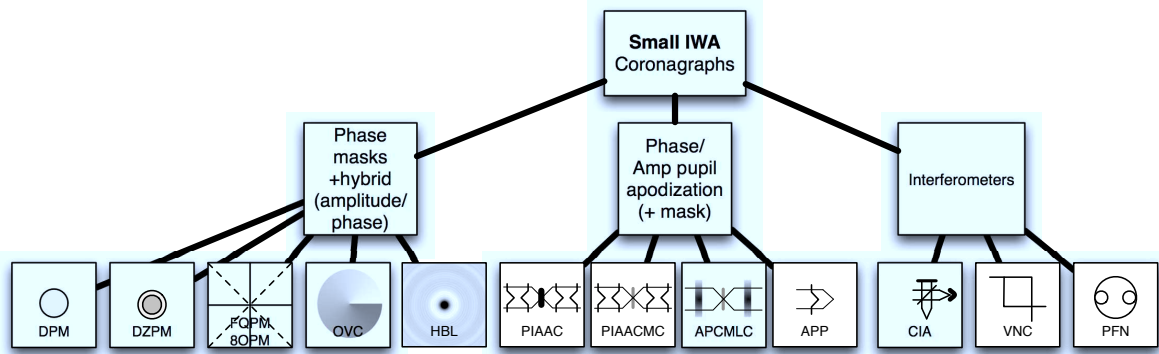 Small IWA
Coronagraphs
Phase
masks
+hybrid
(amplitude/
phase)
Phase/
Amp pupil
apodization
(+ mask)
Interferometers
DPM
DZPM
FQPM
8OPM
OVC
HBL
PIAAC
PIAACMC
APCMLC
APP
CIA
VNC
PFN